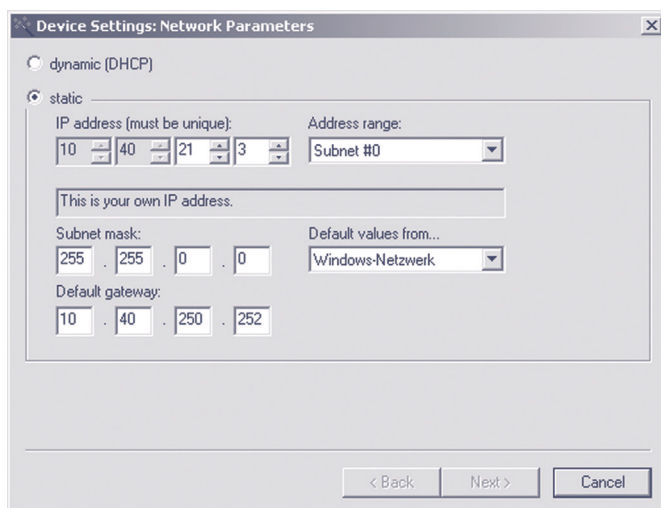 Device Settings: Network Parameters
dynamic (DHCP)
static
IP address (must be unique): Address range:
10 40 21 3 Subnet #0
This is your own IP address.
Subnet mask: Default values from...
255 . 255 . 0 . 0 Windows-Netzwerk
Default gateway:
10 . 40 . 250 . 252
< Back Next > Cancel